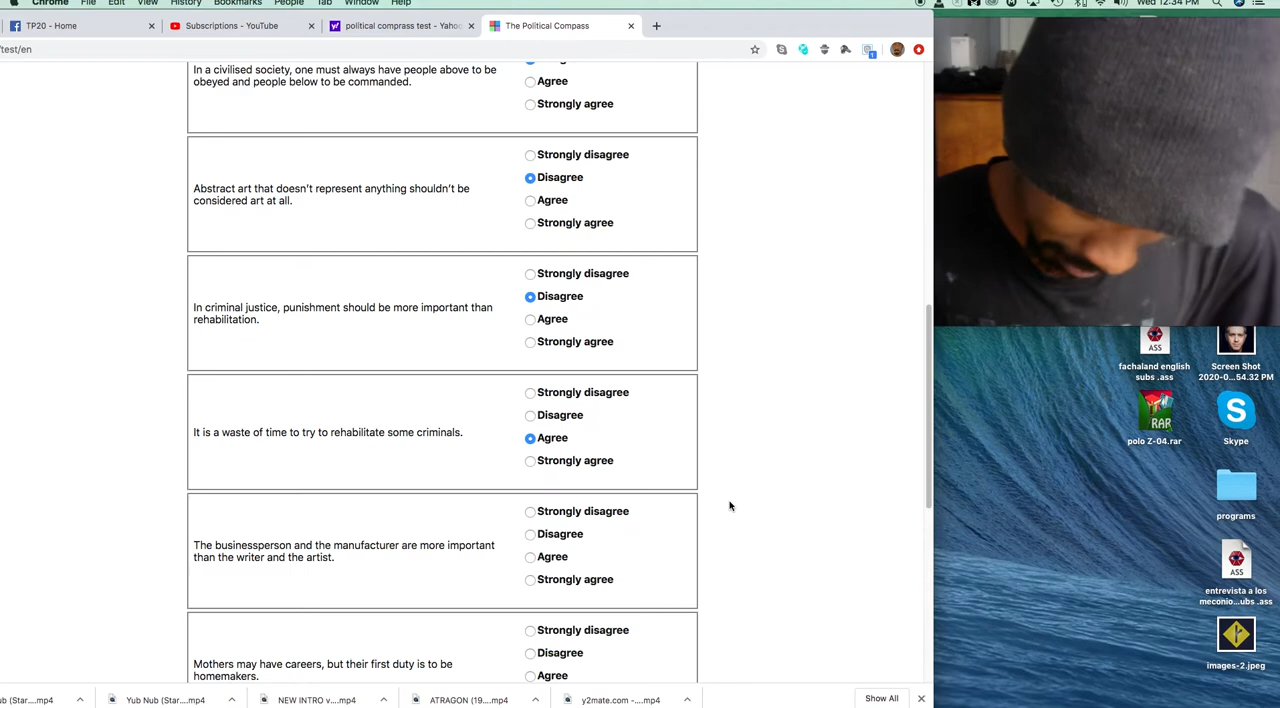 Chrome File Edit View History Bookmarks People Tab Window Help
Wed 12:34 PM
TP20 - Home
Subscriptions - YouTube
political compass test - Yahoo
The Political Compass
test/en
In a civilised society, one must always have people above to be
obeyed and people below to be commanded.
Agree
Strongly agree
Abstract art that doesn't represent anything shouldn't be
considered art at all.
Strongly disagree
Disagree
Agree
Strongly agree
In criminal justice, punishment should be more important than
rehabilitation.
Strongly disagree
Disagree
Agree
Strongly agree
It is a waste of time to try to rehabilitate some criminals.
Strongly disagree
Disagree
Agree
Strongly agree
The businessperson and the manufacturer are more important
than the writer and the artist.
Strongly disagree
Disagree
Agree
Strongly agree
Mothers may have careers, but their first duty is to be
homemakers.
Strongly disagree
Disagree
Agree
ub (Star....mp4
Yub Nub (Star....mp4
NEW INTRO v....mp4
ATRAGON (19....mp4
y2mate.com -....mp4
Show All
ASS
fachaland english
subs .ass
Screen Shot
2020-0...54.32 PM
RAR
polo Z-04.rar
Skype
programs
ASS
entrevista a los
meconio...ubs .ass
images-2.jpeg